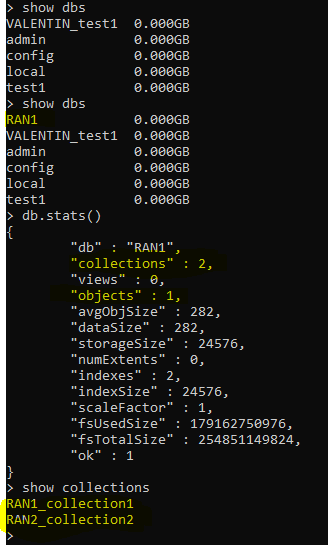 > show dbs
VALENTIN_test1  0.000GB
admin           0.000GB
config          0.000GB
local           0.000GB
test1           0.000GB
> show dbs
RAN1            0.000GB
VALENTIN_test1  0.000GB
admin           0.000GB
config          0.000GB
local           0.000GB
test1           0.000GB
> db.stats()
{
        "db" : "RAN1",
        "collections" : 2,
        "views" : 0,
        "objects" : 1,
        "avgObjSize" : 282,
        "dataSize" : 282,
        "storageSize" : 24576,
        "numExtents" : 0,
        "indexes" : 2,
        "indexSize" : 24576,
        "scaleFactor" : 1,
        "fsUsedSize" : 179162750976,
        "fsTotalSize" : 254851149824,
        "ok" : 1
}
> show collections
RAN1_collection1
RAN2_collection2
>